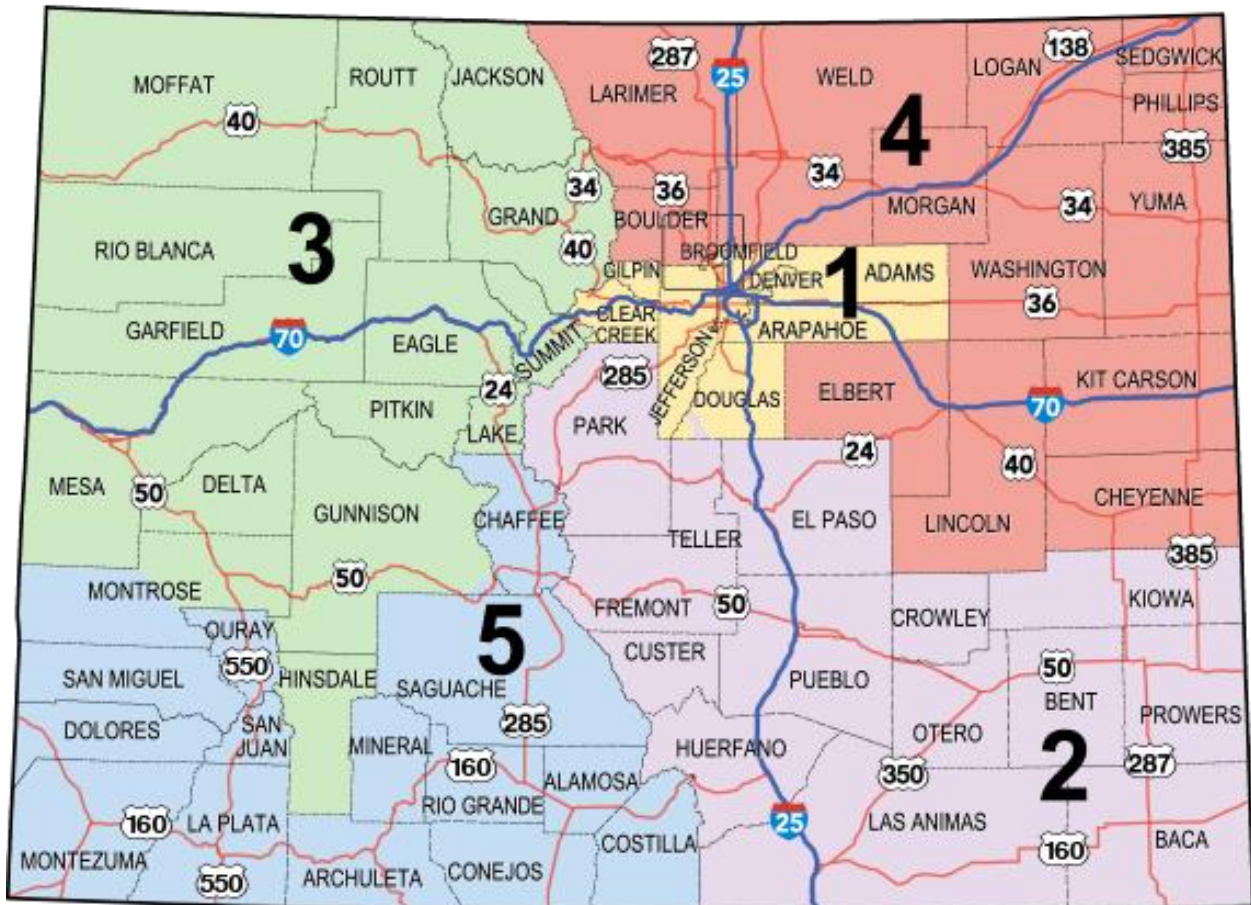 MOFFAT
ROUTT
JACKSON
LARIMER
287
25
WELD
LOGAN
138
SEDGWICK
PHILLIPS
385
40
34
36
34
4
MORGAN
34
YUMA
RIO BLANCA
3
GRAND
40
BOULDER
BROOMFIELD
GILPIN
DENVER
1
ADAMS
WASHINGTON
36
GARFIELD
70
EAGLE
SUMMIT
CLEAR
CREEK
ARAPAHOE
285
JEFFERSON
DOUGLAS
ELBERT
KIT CARSON
70
PITKIN
24
LAKE
PARK
24
40
MESA
50
DELTA
GUNNISON
CHAFFEE
TELLER
EL PASO
LINCOLN
CHEYENNE
385
MONTROSE
50
5
FREMONT
50
CROWLEY
KIOWA
OURAY
550
HINSDALE
SAGUACHE
CUSTER
PUEBLO
50
BENT
PROWERS
SAN MIGUEL
DOLORES
SAN
JUAN
MINERAL
285
HUERFANO
OTERO
2
287
160
RIO GRANDE
ALAMOSA
350
160
LA PLATA
COSTILLA
25
LAS ANIMAS
160
BACA
MONTEZUMA
550
ARCHULETA
CONEJOS